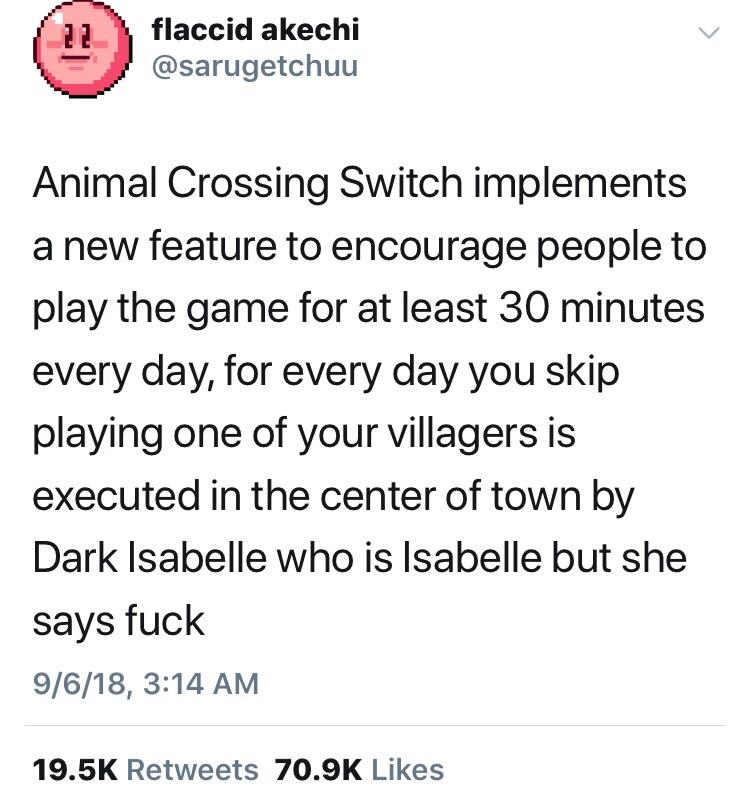 flaccid akechi
@sarugetchuu
Animal Crossing Switch implements
a new feature to encourage people to
play the game for at least 30 minutes
every day, for every day you skip
playing one of your villagers is
executed in the center of town by
Dark Isabelle who is Isabelle but she
says fuck
9/6/18, 3:14 AM
19.5K Retweets 70.9K Likes